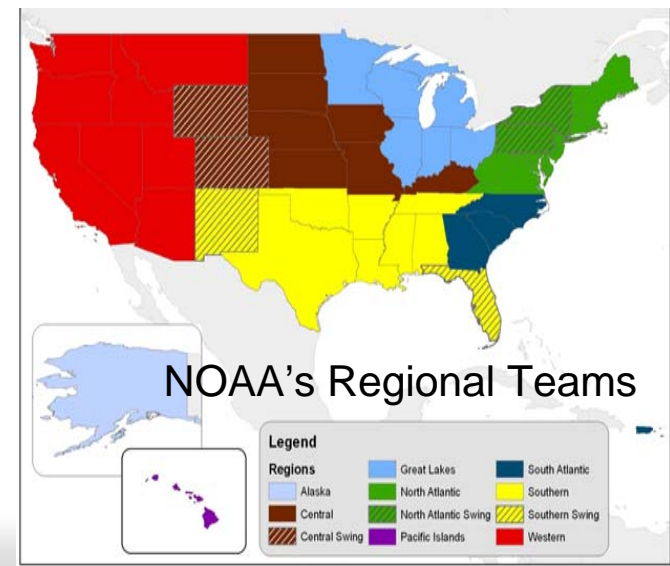 NOAA's Regional Teams
Legend
Regions
Alaska
Central
Central Swing
Great Lakes
North Atlantic
North Atlantic Swing
Pacific Islands
South Atlantic
Southern
Southern Swing
Western